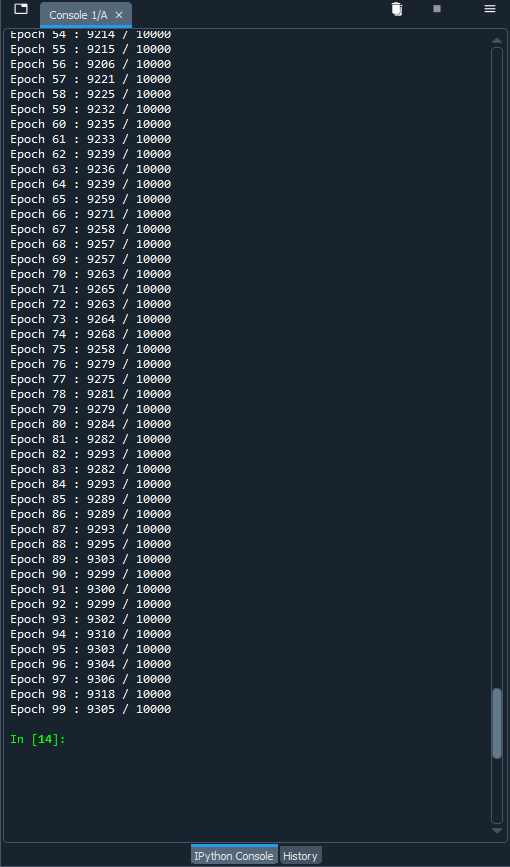 Console 1/A ×
Epoch 54 : 9214 / 10000
Epoch 55 : 9215 / 10000
Epoch 56 : 9206 / 10000
Epoch 57 : 9221 / 10000
Epoch 58 : 9225 / 10000
Epoch 59 : 9232 / 10000
Epoch 60 : 9235 / 10000
Epoch 61 : 9233 / 10000
Epoch 62 : 9239 / 10000
Epoch 63 : 9236 / 10000
Epoch 64 : 9239 / 10000
Epoch 65 : 9259 / 10000
Epoch 66 : 9271 / 10000
Epoch 67 : 9258 / 10000
Epoch 68 : 9257 / 10000
Epoch 69 : 9257 / 10000
Epoch 70 : 9263 / 10000
Epoch 71 : 9265 / 10000
Epoch 72 : 9263 / 10000
Epoch 73 : 9264 / 10000
Epoch 74 : 9268 / 10000
Epoch 75 : 9258 / 10000
Epoch 76 : 9279 / 10000
Epoch 77 : 9275 / 10000
Epoch 78 : 9281 / 10000
Epoch 79 : 9279 / 10000
Epoch 80 : 9284 / 10000
Epoch 81 : 9282 / 10000
Epoch 82 : 9293 / 10000
Epoch 83 : 9282 / 10000
Epoch 84 : 9293 / 10000
Epoch 85 : 9289 / 10000
Epoch 86 : 9289 / 10000
Epoch 87 : 9293 / 10000
Epoch 88 : 9295 / 10000
Epoch 89 : 9303 / 10000
Epoch 90 : 9299 / 10000
Epoch 91 : 9300 / 10000
Epoch 92 : 9299 / 10000
Epoch 93 : 9302 / 10000
Epoch 94 : 9310 / 10000
Epoch 95 : 9303 / 10000
Epoch 96 : 9304 / 10000
Epoch 97 : 9306 / 10000
Epoch 98 : 9318 / 10000
Epoch 99 : 9305 / 10000
In [14]:
IPython Console History